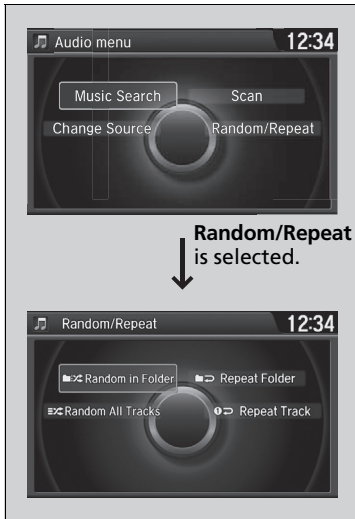 Audio menu 12:34
Music Search Scan
Change Source Random/Repeat
Random/Repeat
is selected.
Random/Repeat 12:34
Random in Folder Repeat Folder
Random All Tracks Repeat Track